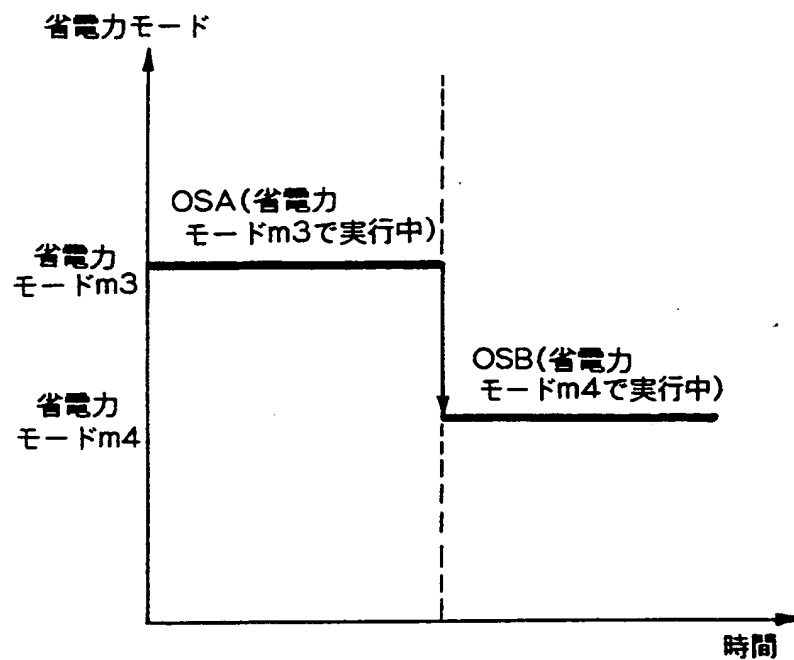 省電力モード
OSA(省電力
モードm3で実行中)
省電力
モードm3
OSB(省電力
モードm4で実行中)
省電力
モードm4
時間